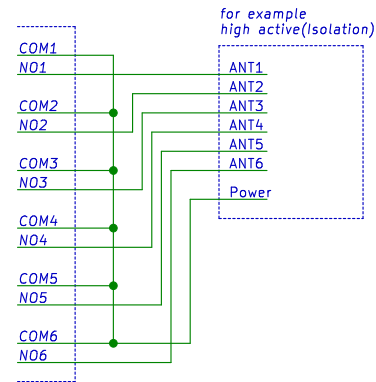 for example
high active(Isolation)
COM1
NO1
COM2
NO2
COM3
NO3
COM4
NO4
COM5
NO5
COM6
NO6
ANT1
ANT2
ANT3
ANT4
ANT5
ANT6
Power